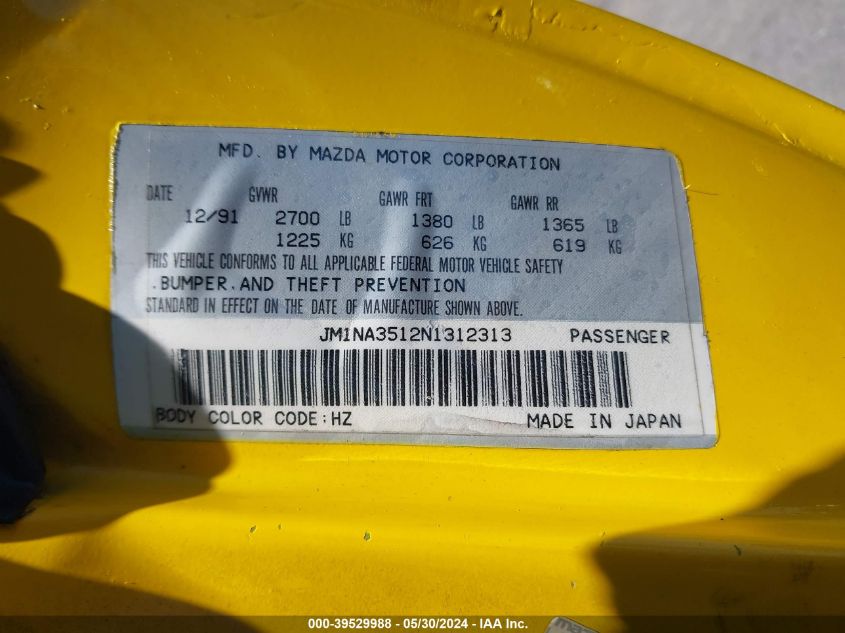 MFD. BY MAZDA MOTOR CORPORATION
DATE GVWR GAWR FRT GAWR RR
12/91 2700 LB 1380 LB 1365 LB
1225 KG 626 KG 619 KG
THIS VEHICLE CONFORMS TO ALL APPLICABLE FEDERAL MOTOR VEHICLE SAFETY
.BUMPER.AND THEFT PREVENTION
STANDARD IN EFFECT ON THE DATE OF MANUFACTURE SHOWN ABOVE.
JM1NA3512N1312313 PASSENGER
BODY COLOR CODE:HZ MADE IN JAPAN
000-39529988 - 05/30/2024 - IAA Inc.